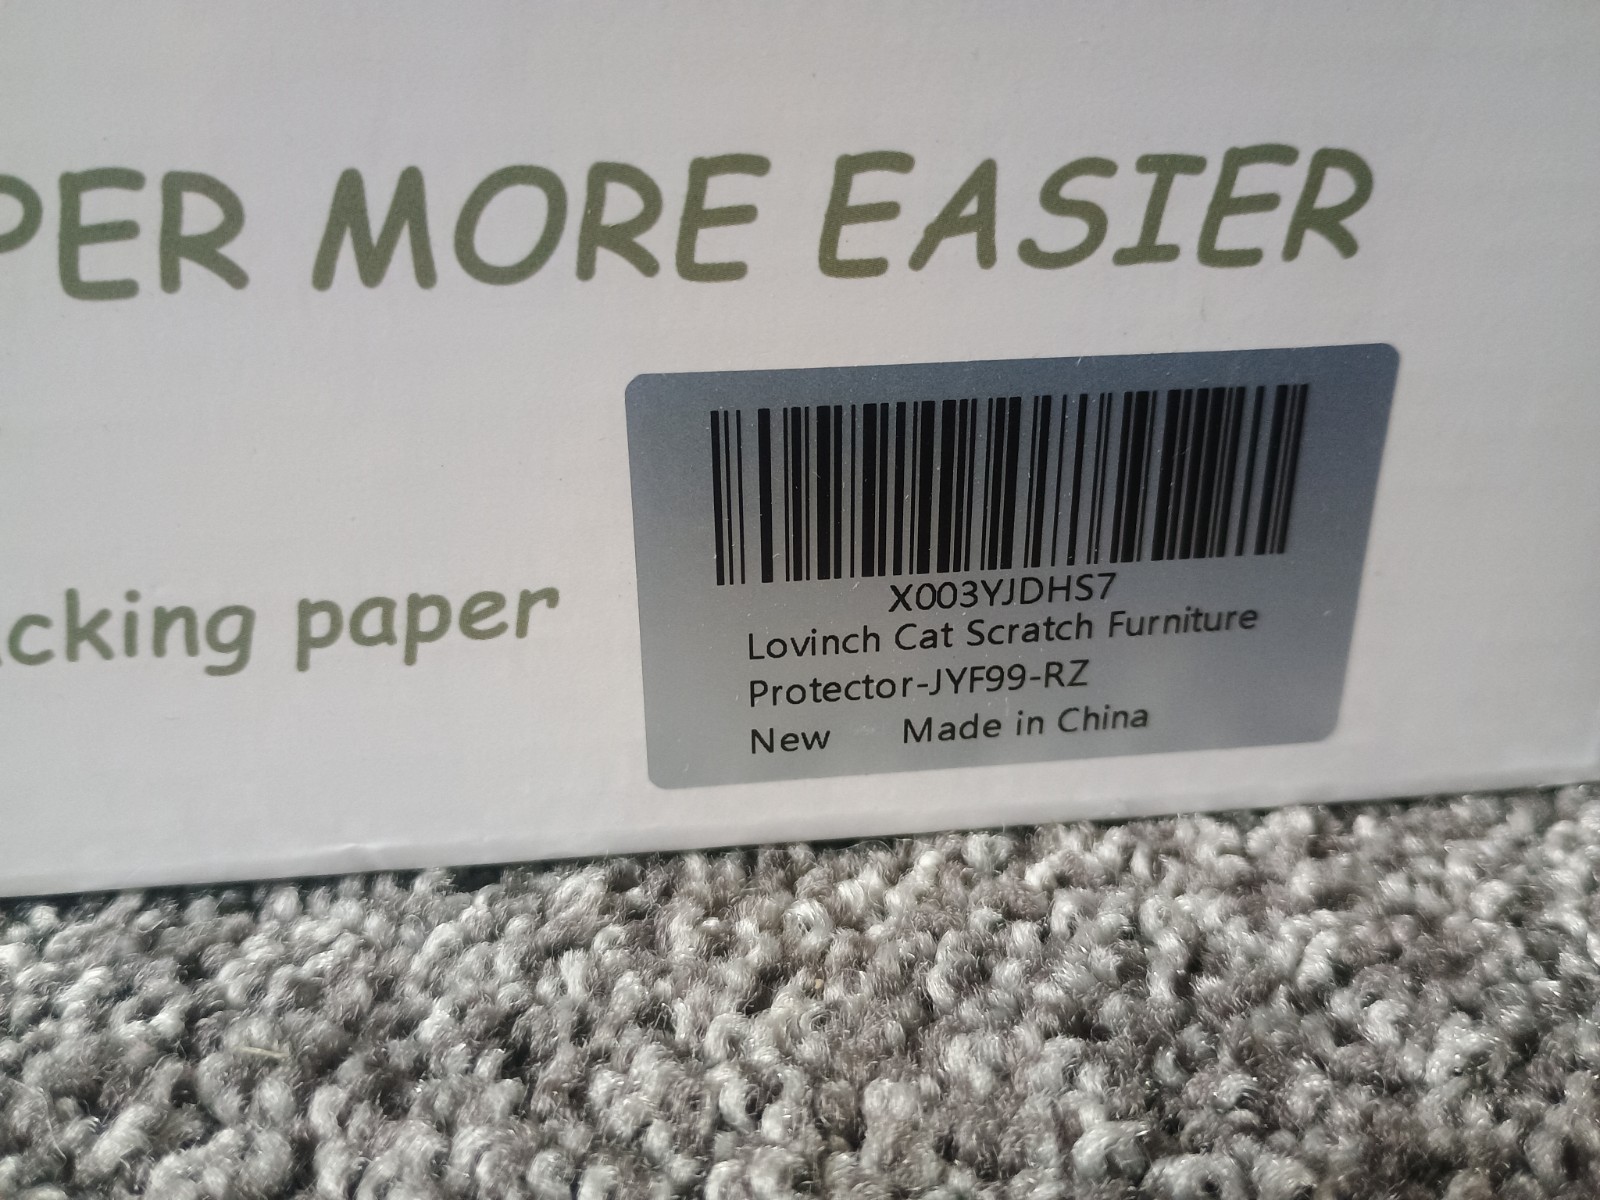 PER MORE EASIER
cking paper
X003YJDHS7
Lovinch Cat Scratch Furniture
Protector-JYF99-RZ
New Made in China